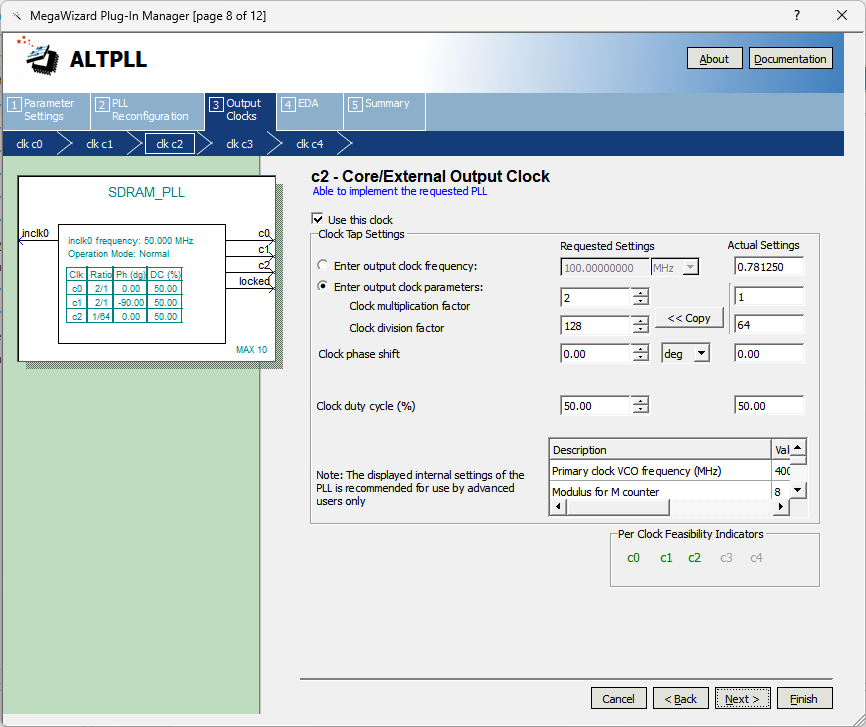 MegaWizard Plug-In Manager [page 8 of 12]
?
ALTPLL
About
Documentation
1 Parameter Settings
2 PLL Reconfiguration
3 Output Clocks
4 EDA
5 Summary
clk c0
clk c1
clk c2
clk c3
clk c4
SDRAM_PLL
inclk0
inclk0 frequency: 50.000 MHz
Operation Mode: Normal
Clk Ratio Ph (dg) DC (%)
c0 2/1 0.00 50.00
c1 2/1 -90.00 50.00
c2 1/64 0.00 50.00
c0
c1
c2
locked
MAX 10
c2 - Core/External Output Clock
Able to implement the requested PLL
Use this clock
Clock Tap Settings
Requested Settings
Actual Settings
Enter output clock frequency:
100.00000000
MHz
0.781250
Enter output clock parameters:
Clock multiplication factor
2
1
Clock division factor
128
<< Copy
64
Clock phase shift
0.00
deg
0.00
Clock duty cycle (%)
50.00
50.00
Note: The displayed internal settings of the
PLL is recommended for use by advanced
users only
Description Val
Primary clock VCO frequency (MHz) 400
Modulus for M counter 8
Per Clock Feasibility Indicators
c0 c1 c2 c3 c4
Cancel
< Back
Next >
Finish